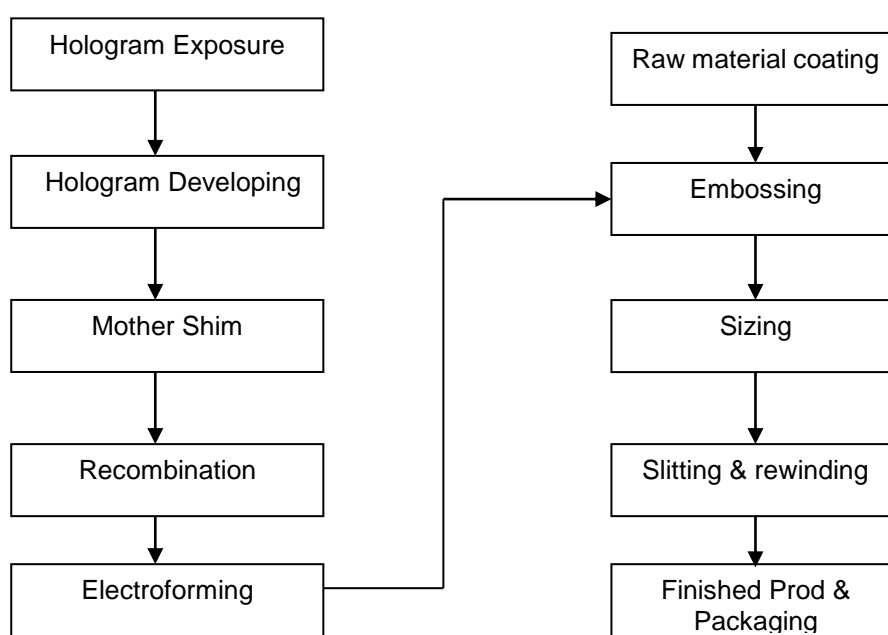 Hologram Exposure
Hologram Developing
Mother Shim
Recombination
Electroforming
Raw material coating
Embossing
Sizing
Slitting & rewinding
Finished Prod &
Packaging